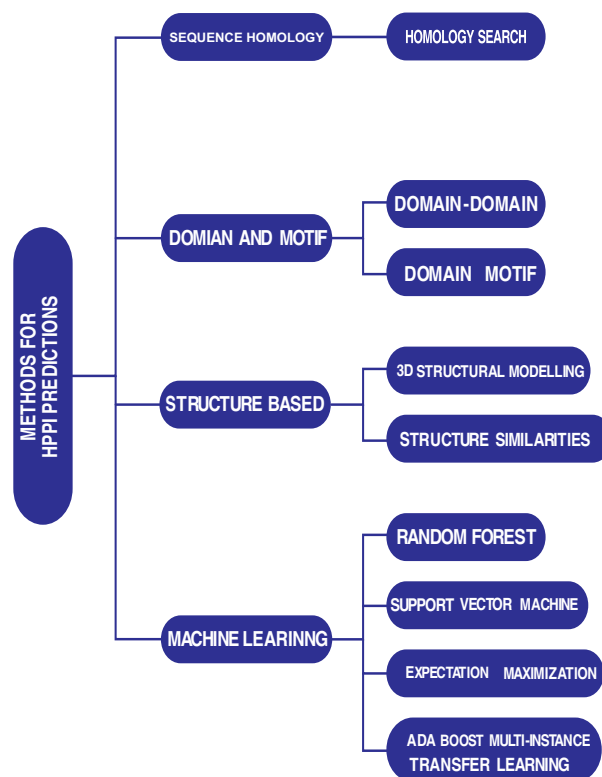 METHODS FOR
HPPI PREDICTIONS
SEQUENCE HOMOLOGY
HOMOLOGY SEARCH
DOMIAN AND MOTIF
DOMAIN-DOMAIN
DOMAIN MOTIF
STRUCTURE BASED
3D STRUCTURAL MODELLING
STRUCTURE SIMILARITIES
MACHINE LEARINNG
RANDOM FOREST
SUPPORT VECTOR MACHINE
EXPECTATION MAXIMIZATION
ADA BOOST MULTI-INSTANCE
TRANSFER LEARNING